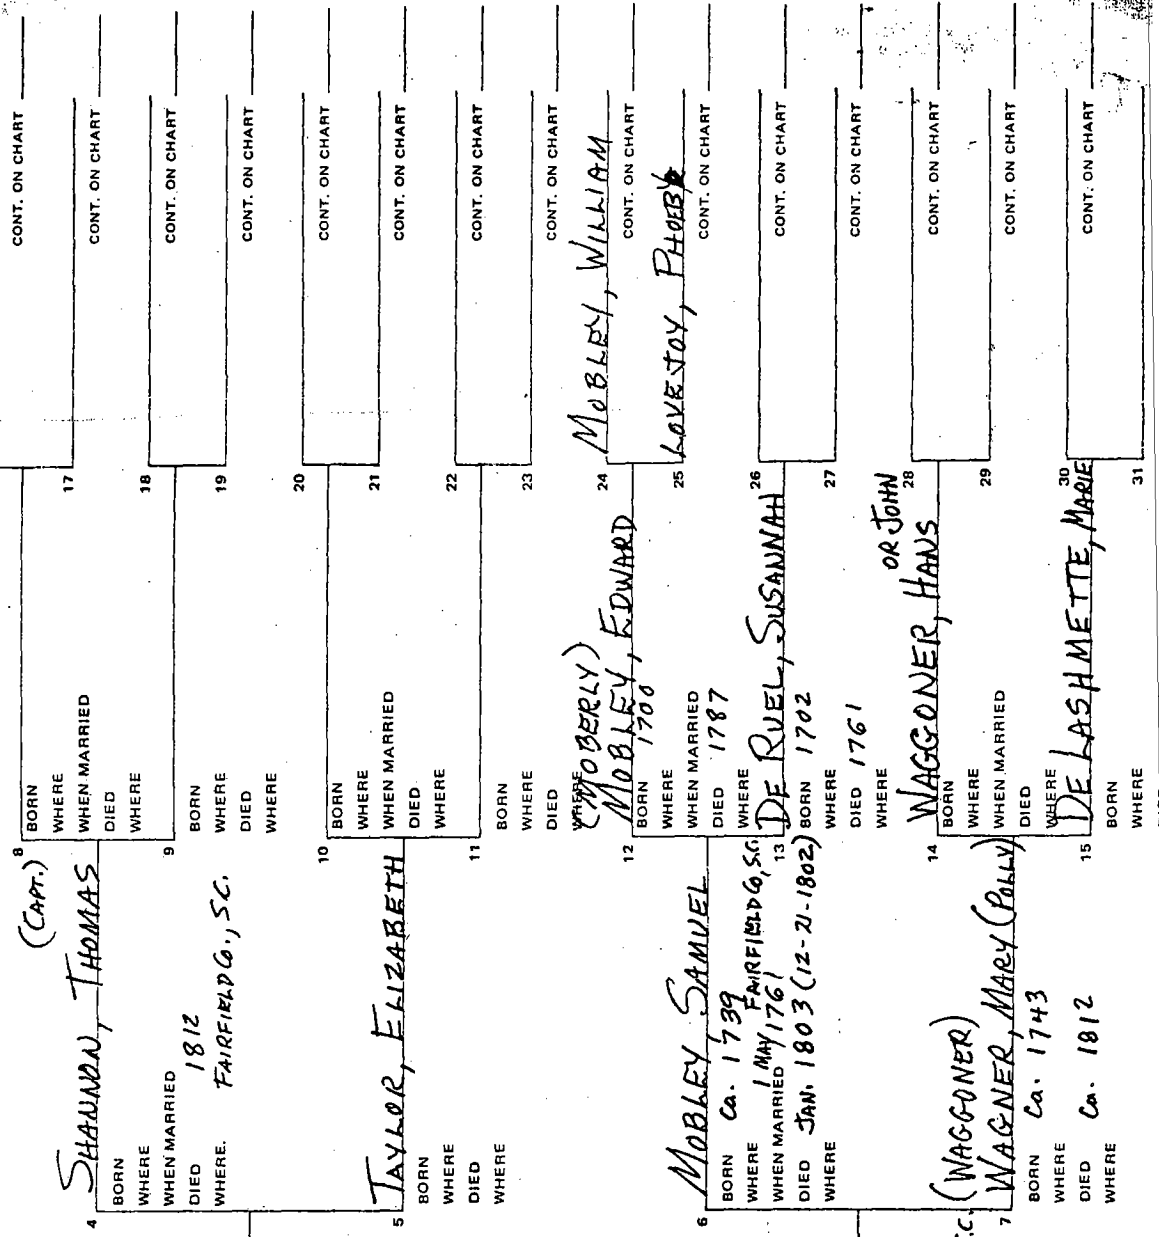 (CAPT.)
4 SHANNON, THOMAS
BORN
WHERE
WHEN MARRIED
DIED 1812
WHERE. FAIRFIELD Co., S.C.
5 TAYLOR, ELIZABETH
BORN
WHERE
DIED
WHERE
6 MOBLEY SAMUEL
BORN Ca. 1739
WHERE FAIRFIELD Co, S.C.
WHEN MARRIED 1 MAY 1761
DIED JAN. 1803 (12-21-1802)
WHERE
(WAGGONER)
7 WAGNER, MARY (POLLY)
BORN Ca. 1743
WHERE
DIED Ca. 1812
WHERE
8
BORN
WHERE
WHEN MARRIED
DIED
WHERE
9
BORN
WHERE
DIED
WHERE
10
BORN
WHERE
WHEN MARRIED
DIED
WHERE
11
BORN
WHERE
DIED
WHERE
(MOBERLY)
12 MOBLEY, EDWARD
BORN 1700
WHERE
WHEN MARRIED
DIED 1787
WHERE
13 DE RUEL, SUSANNAH
BORN 1702
WHERE
DIED 1761
WHERE
OR JOHN
14 WAGGONER, HANS
BORN
WHERE
WHEN MARRIED
DIED
WHERE
15 DE LASHMETTE, MARIE
BORN
WHERE
CONT. ON CHART
17
CONT. ON CHART
18
CONT. ON CHART
19
CONT. ON CHART
20
CONT. ON CHART
21
CONT. ON CHART
22
CONT. ON CHART
23
CONT. ON CHART
24 MOBLEY, WILLIAM
CONT. ON CHART
25 LOVEJOY, PHOEBY
CONT. ON CHART
26
CONT. ON CHART
27
CONT. ON CHART
28
CONT. ON CHART
29
CONT. ON CHART
30
CONT. ON CHART
31